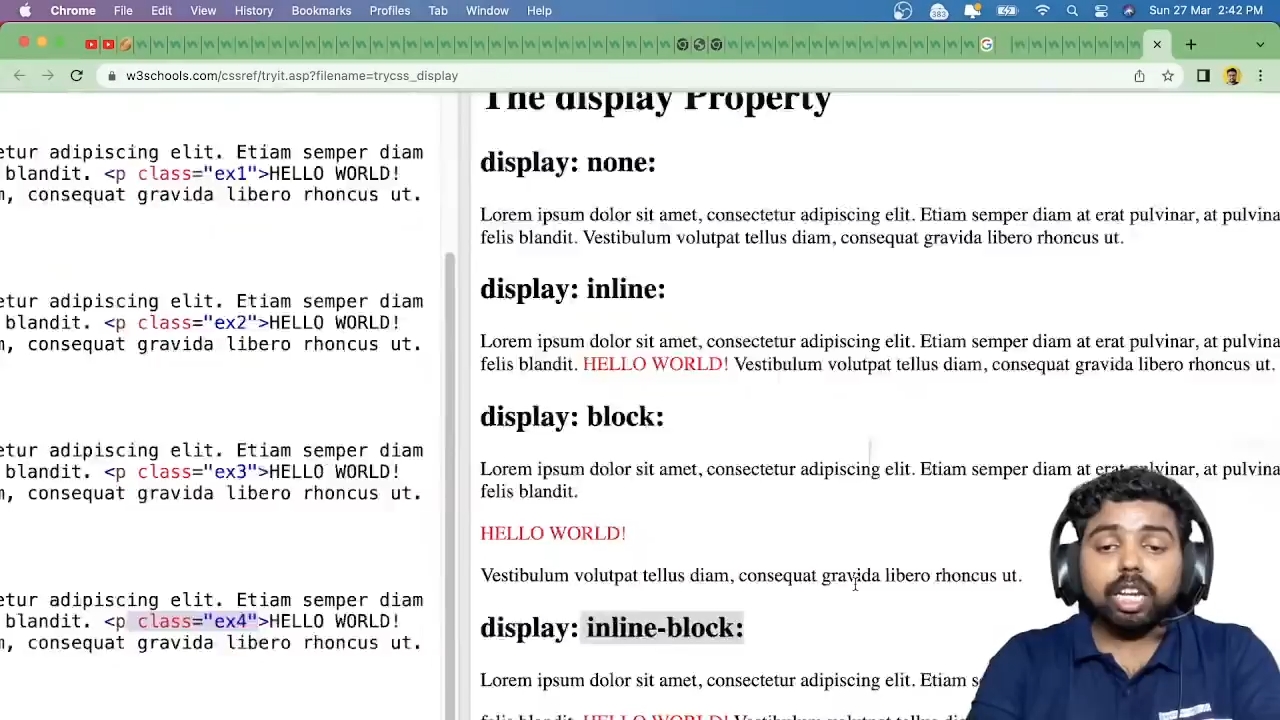 Chrome File Edit View History Bookmarks Profiles Tab Window Help 383 Sun 27 Mar 2:42 PM
w3schools.com/cssref/tryit.asp?filename=trycss_display
etur adipiscing elit. Etiam semper diam
blandit. <p class="ex1">HELLO WORLD!
m, consequat gravida libero rhoncus ut.
etur adipiscing elit. Etiam semper diam
blandit. <p class="ex2">HELLO WORLD!
m, consequat gravida libero rhoncus ut.
etur adipiscing elit. Etiam semper diam
blandit. <p class="ex3">HELLO WORLD!
m, consequat gravida libero rhoncus ut.
etur adipiscing elit. Etiam semper diam
blandit. <p class="ex4">HELLO WORLD!
m, consequat gravida libero rhoncus ut.
The display Property
display: none:
Lorem ipsum dolor sit amet, consectetur adipiscing elit. Etiam semper diam at erat pulvinar, at pulvina
felis blandit. Vestibulum volutpat tellus diam, consequat gravida libero rhoncus ut.
display: inline:
Lorem ipsum dolor sit amet, consectetur adipiscing elit. Etiam semper diam at erat pulvinar, at pulvina
felis blandit. HELLO WORLD! Vestibulum volutpat tellus diam, consequat gravida libero rhoncus ut.
display: block:
Lorem ipsum dolor sit amet, consectetur adipiscing elit. Etiam semper diam at erat pulvinar, at pulvina
felis blandit.
HELLO WORLD!
Vestibulum volutpat tellus diam, consequat gravida libero rhoncus ut.
display: inline-block:
Lorem ipsum dolor sit amet, consectetur adipiscing elit. Etiam s
felis blandit. HELLO WORLD! Vestibulum volutpat tellus diam,